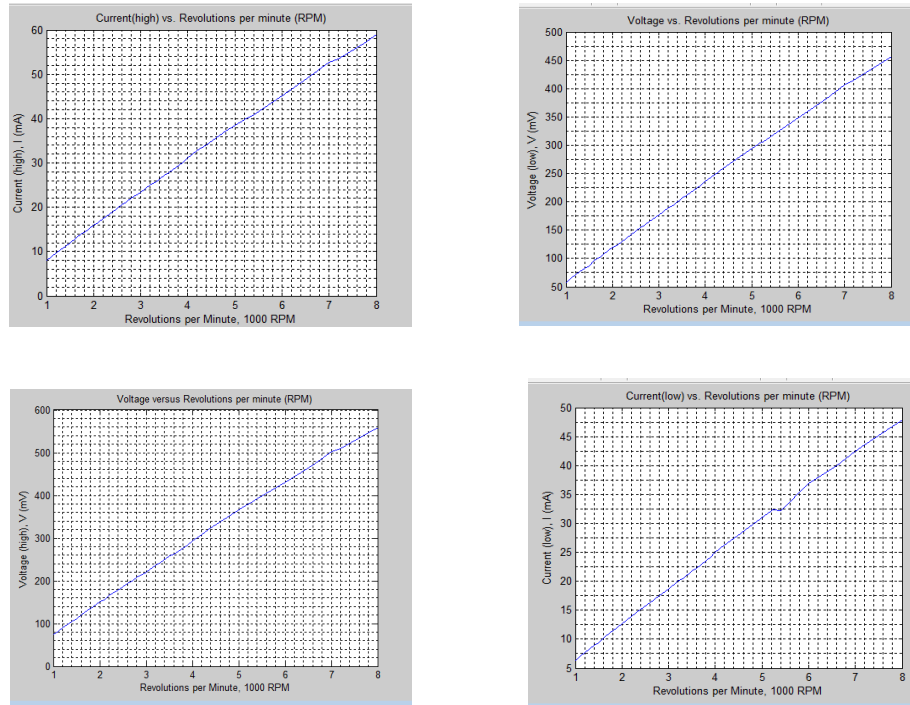 Current(high) vs. Revolutions per minute (RPM)
60
50
40
30
20
10
0
Current (high), I (mA)
1 2 3 4 5 6 7 8
Revolutions per Minute, 1000 RPM
Voltage vs. Revolutions per minute (RPM)
500
450
400
350
300
250
200
150
100
50
Voltage (low), V (mV)
1 2 3 4 5 6 7 8
Revolutions per Minute, 1000 RPM
Voltage versus Revolutions per minute (RPM)
600
500
400
300
200
100
0
Voltage (high), V (mV)
1 2 3 4 5 6 7 8
Revolutions per Minute, 1000 RPM
Current(low) vs. Revolutions per minute (RPM)
50
45
40
35
30
25
20
15
10
5
Current (low), I (mA)
1 2 3 4 5 6 7 8
Revolutions per Minute, 1000 RPM